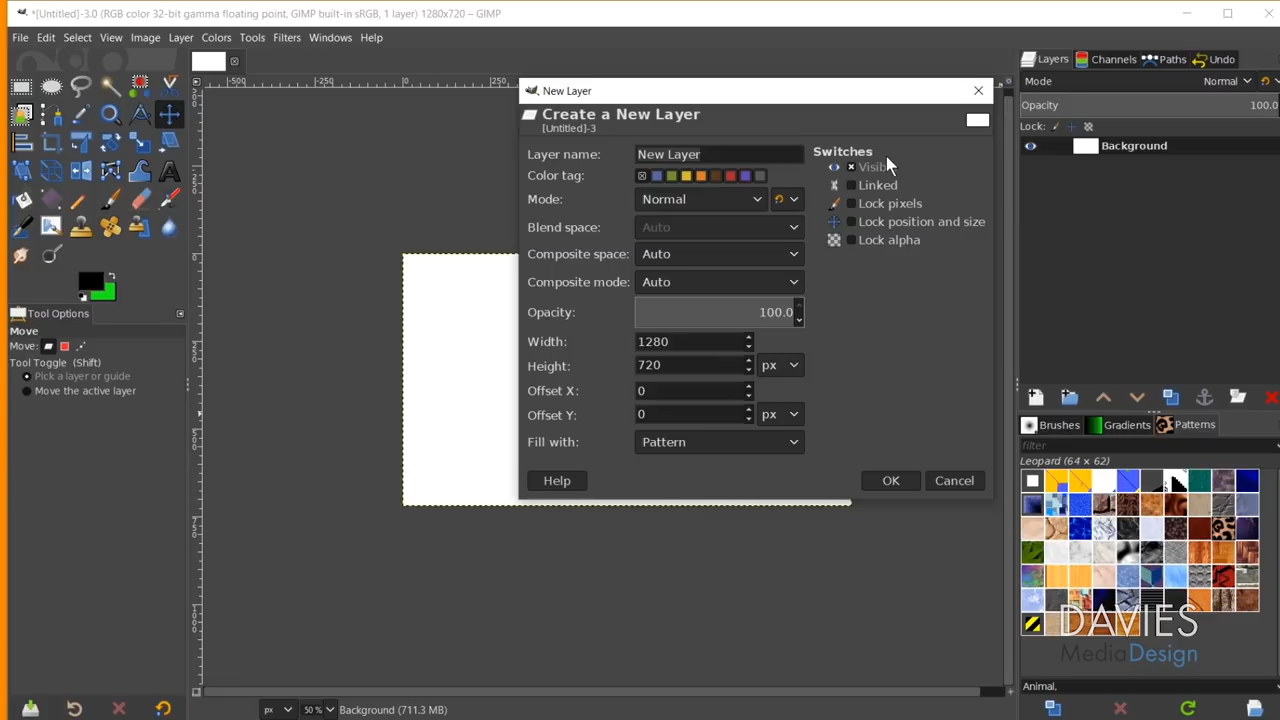 *[Untitled]-3.0 (RGB color 32-bit gamma floating point, GIMP built-in sRGB, 1 layer) 1280x720 – GIMP
File Edit Select View Image Layer Colors Tools Filters Windows Help
-500 -250 0 250
Tool Options
Move
Move:
Tool Toggle (Shift)
Pick a layer or guide
Move the active layer
New Layer
Create a New Layer
[Untitled]-3
Layer name: New Layer
Color tag:
Mode: Normal
Blend space: Auto
Composite space: Auto
Composite mode: Auto
Opacity: 100.0
Width: 1280
Height: 720 px
Offset X: 0
Offset Y: 0 px
Fill with: Pattern
Switches
Linked
Lock pixels
Lock position and size
Lock alpha
Help OK Cancel
Layers Channels Paths Undo
Mode Normal
Opacity 100.0
Lock:
Background
Brushes Gradients Patterns
filter
Leopard (64 × 62)
DAVIES
MediaDesign
Animal,
px 50 % Background (711.3 MB)